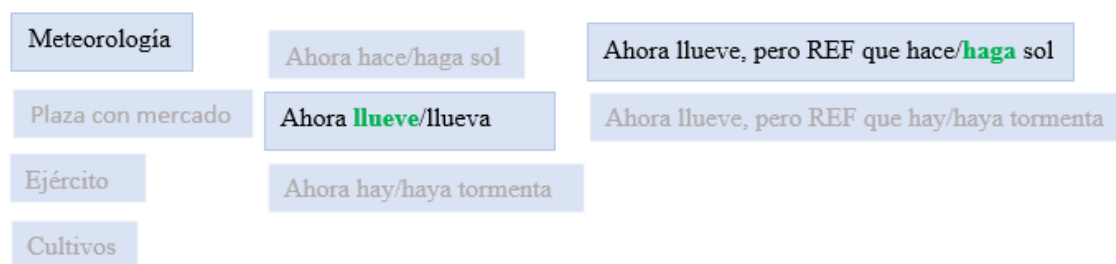 Meteorología
Plaza con mercado
Ejército
Cultivos
Ahora hace/haga sol
Ahora llueve/llueva
Ahora hay/haya tormenta
Ahora llueve, pero REF que hace/haga sol
Ahora llueve, pero REF que hay/haya tormenta